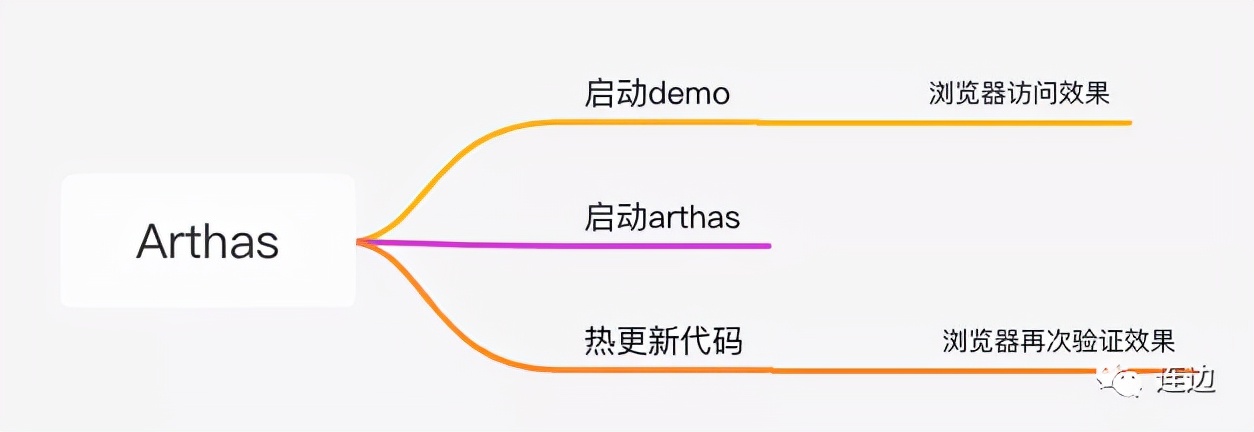 启动demo
浏览器访问效果
Arthas
启动arthas
热更新代码
浏览器再次验证效果
莲边